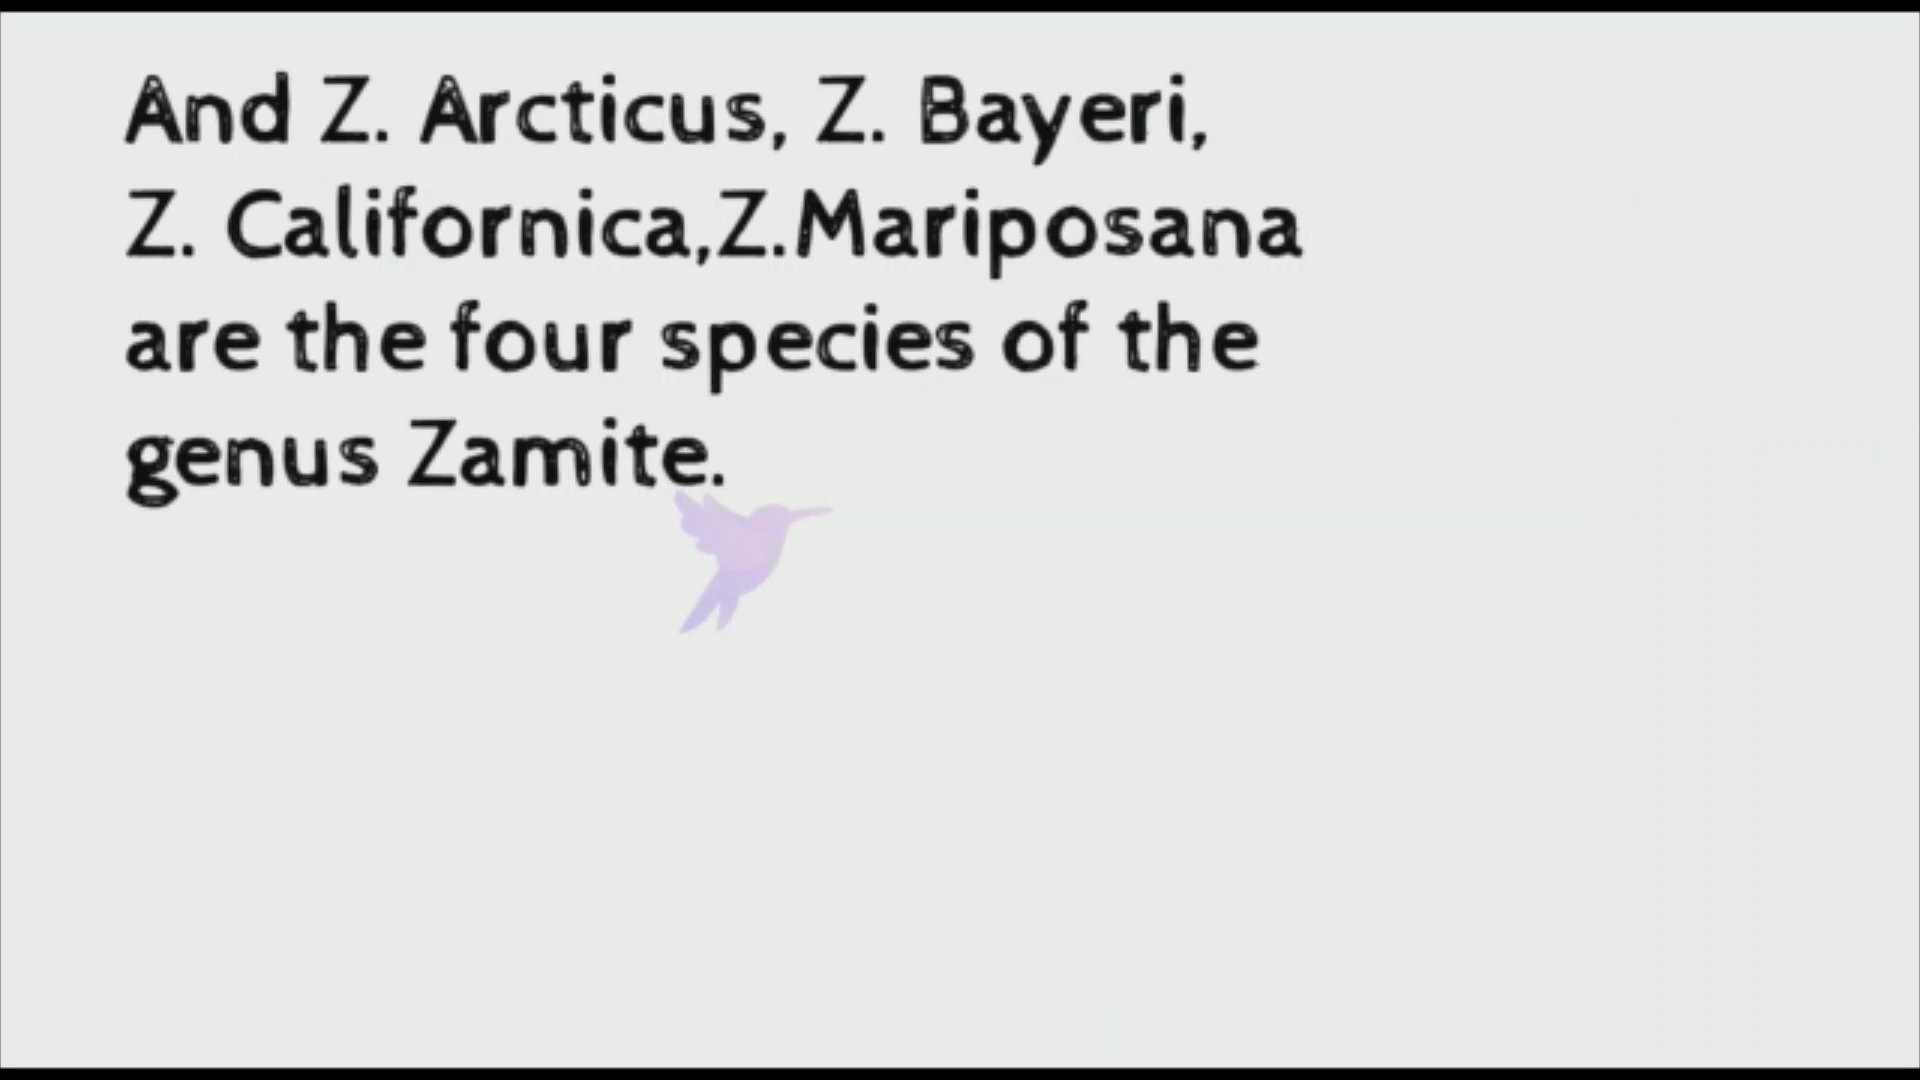 And Z. Arcticus, Z. Bayeri,
Z. Californica,Z.Mariposana
are the four species of the
genus Zamite.